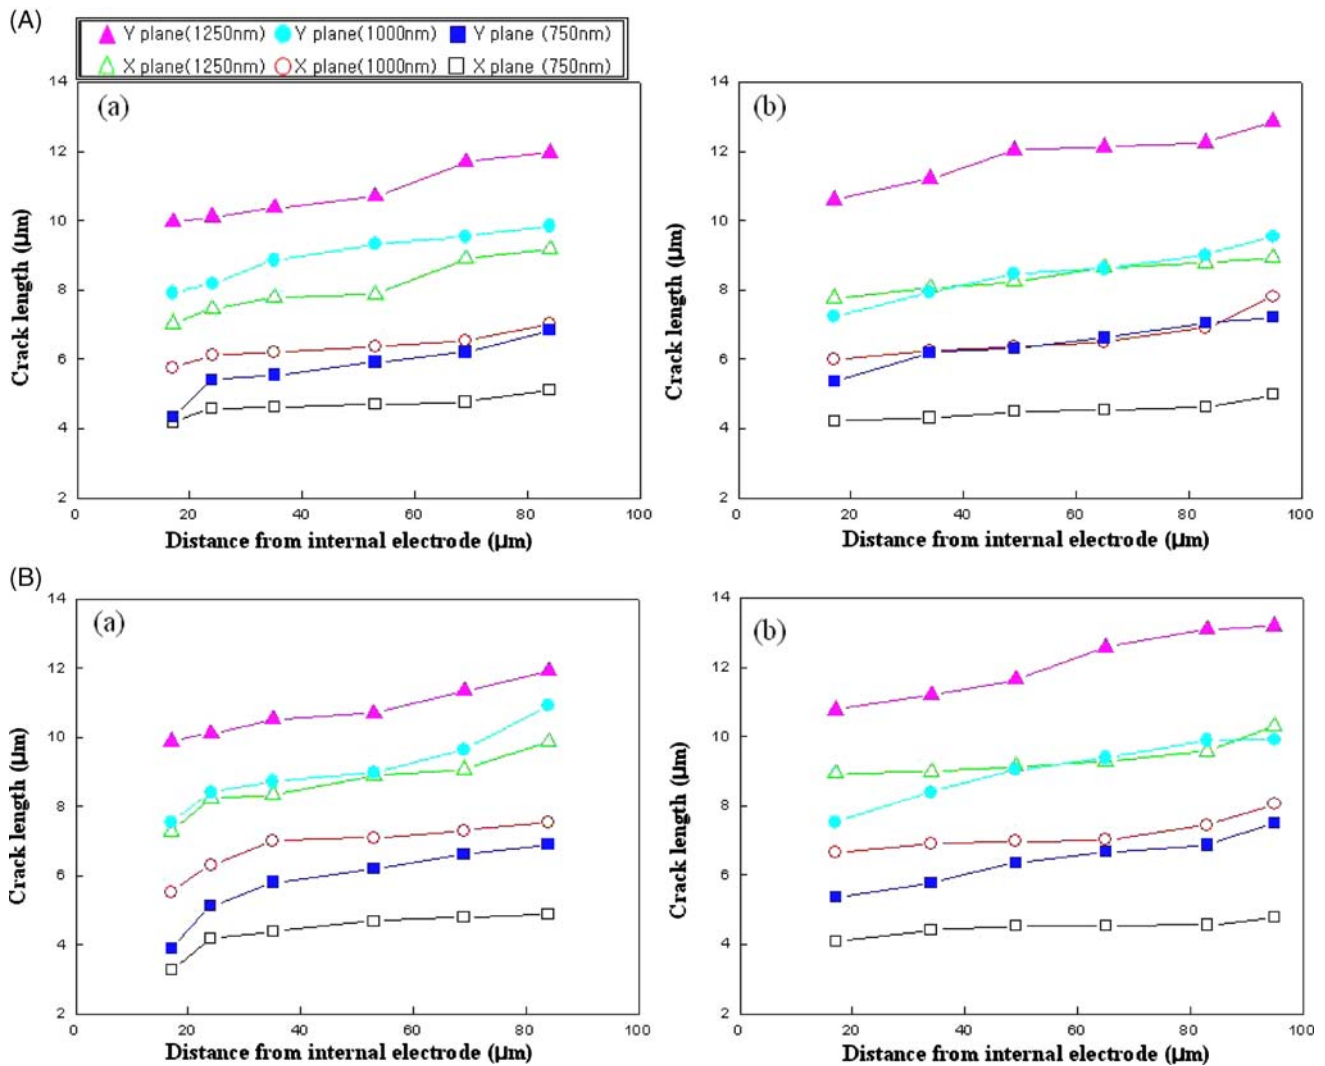 (A)
Y plane(1250nm) Y plane(1000nm) Y plane (750nm)
X plane(1250nm) X plane(1000nm) X plane (750nm)
(a)
14
12
10
8
6
4
2
0 20 40 60 80 100
Crack length (μm)
Distance from internal electrode (μm)
(b)
14
12
10
8
6
4
2
0 20 40 60 80 100
Crack length (μm)
Distance from internal electrode (μm)
(B)
(a)
14
12
10
8
6
4
2
0 20 40 60 80 100
Crack length (μm)
Distance from internal electrode (μm)
(b)
14
12
10
8
6
4
2
0 20 40 60 80 100
Crack length (μm)
Distance from internal electrode (μm)